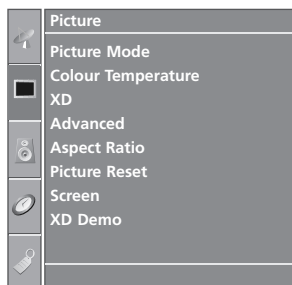 Picture
Picture Mode
Colour Temperature
XD
Advanced
Aspect Ratio
Picture Reset
Screen
XD Demo